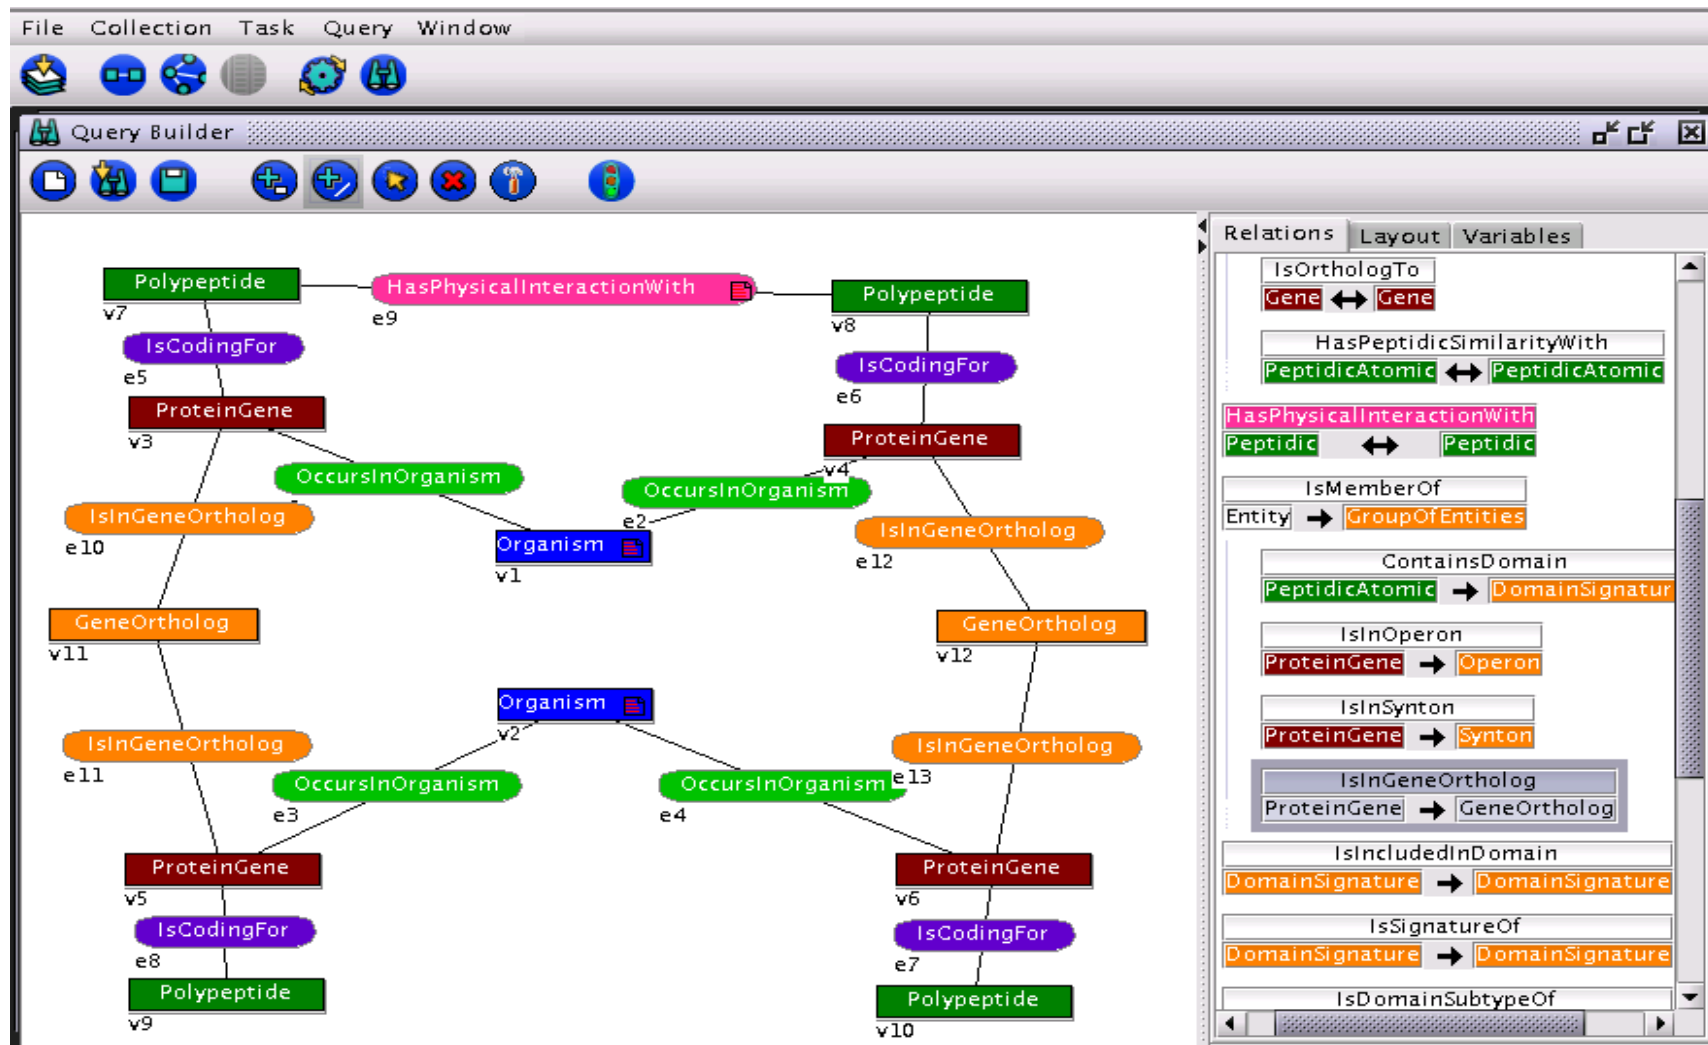 File Collection Task Query Window
Query Builder
Relations Layout Variables
Polypeptide
v7
HasPhysicalInteractionWith
e9
Polypeptide
v8
IsCodingFor
e5
IsCodingFor
e6
ProteinGene
v3
ProteinGene
v4
OccursInOrganism
OccursInOrganism
e2
IsInGeneOrtholog
e10
IsInGeneOrtholog
e12
Organism
v1
GeneOrtholog
v11
GeneOrtholog
v12
Organism
v2
IsInGeneOrtholog
e11
IsInGeneOrtholog
e13
OccursInOrganism
e3
OccursInOrganism
e4
ProteinGene
v5
ProteinGene
v6
IsCodingFor
e8
IsCodingFor
e7
Polypeptide
v9
Polypeptide
v10
IsOrthologTo
Gene Gene
HasPeptidicSimilarityWith
PeptidicAtomic PeptidicAtomic
HasPhysicalInteractionWith
Peptidic Peptidic
IsMemberOf
Entity GroupOfEntities
ContainsDomain
PeptidicAtomic DomainSignatur
IsInOperon
ProteinGene Operon
IsInSynton
ProteinGene Synton
IsInGeneOrtholog
ProteinGene GeneOrtholog
IsIncludedInDomain
DomainSignature DomainSignature
IsSignatureOf
DomainSignature DomainSignature
IsDomainSubtypeOf